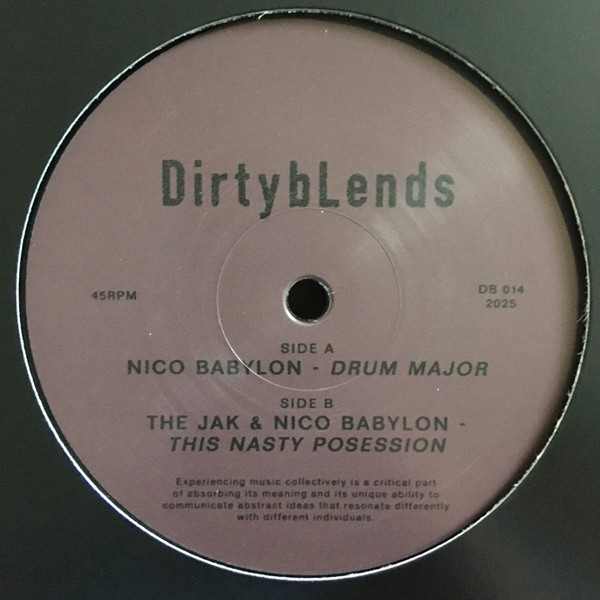 DirtybLends
45RPM
DB 014
2025
SIDE A
NICO BABYLON - DRUM MAJOR
SIDE B
THE JAK & NICO BABYLON -
THIS NASTY POSESSION
Experiencing music collectively is a critical part
of absorbing its meaning and its unique ability to
communicate abstract ideas that resonate differently
with different individuals.